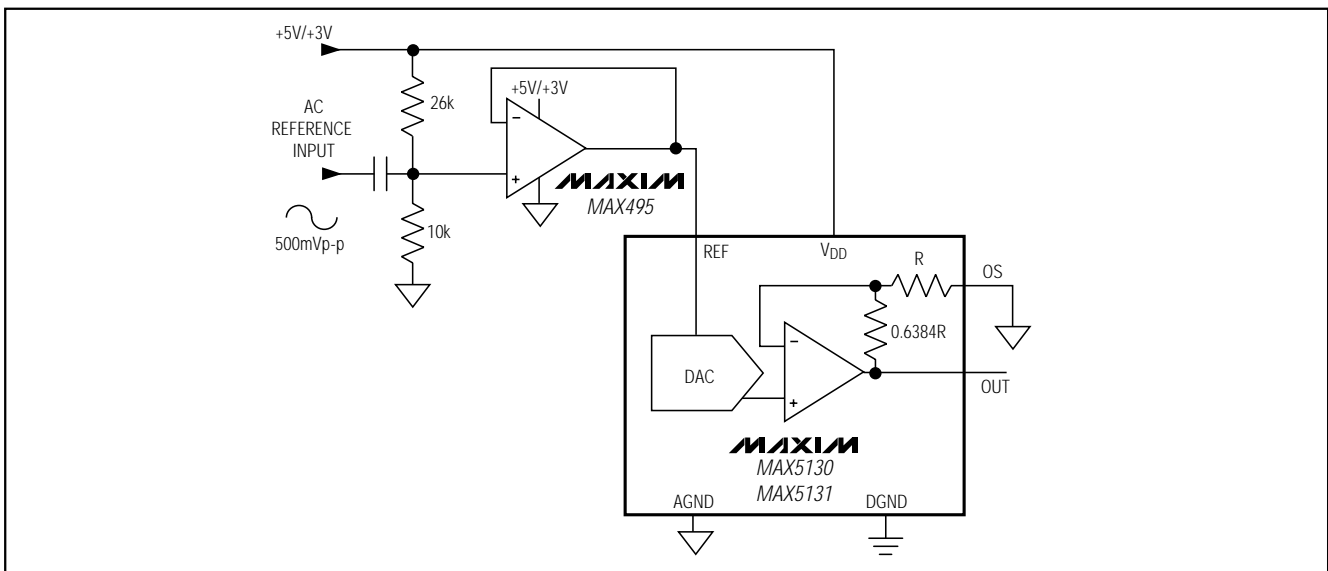 +5V/+3V
26k
+5V/+3V
AC
REFERENCE
INPUT
−
+
MAXIM
MAX495
10k
500mVp-p
REF
VDD
R
OS
0.6384R
−
DAC
+
OUT
MAXIM
MAX5130
MAX5131
AGND
DGND